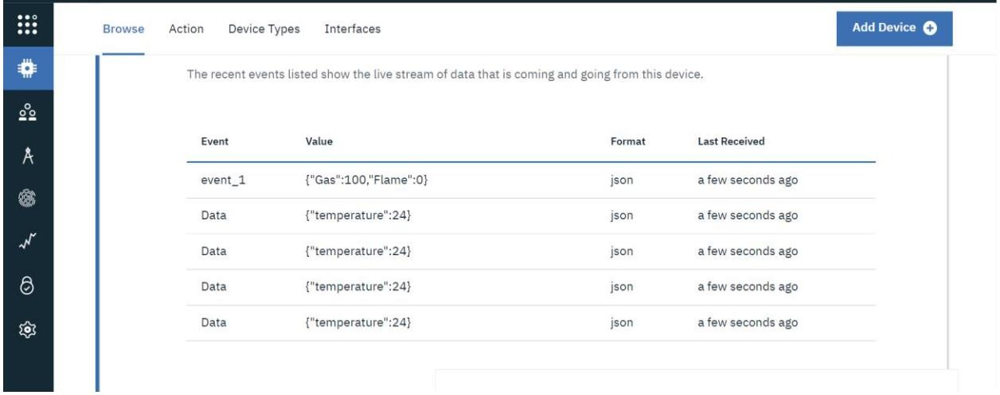 Browse Action Device Types Interfaces Add Device
The recent events listed show the live stream of data that is coming and going from this device.
Event Value Format Last Received
event_1 {"Gas":100,"Flame":0} json a few seconds ago
Data {"temperature":24} json a few seconds ago
Data {"temperature":24} json a few seconds ago
Data {"temperature":24} json a few seconds ago
Data {"temperature":24} json a few seconds ago